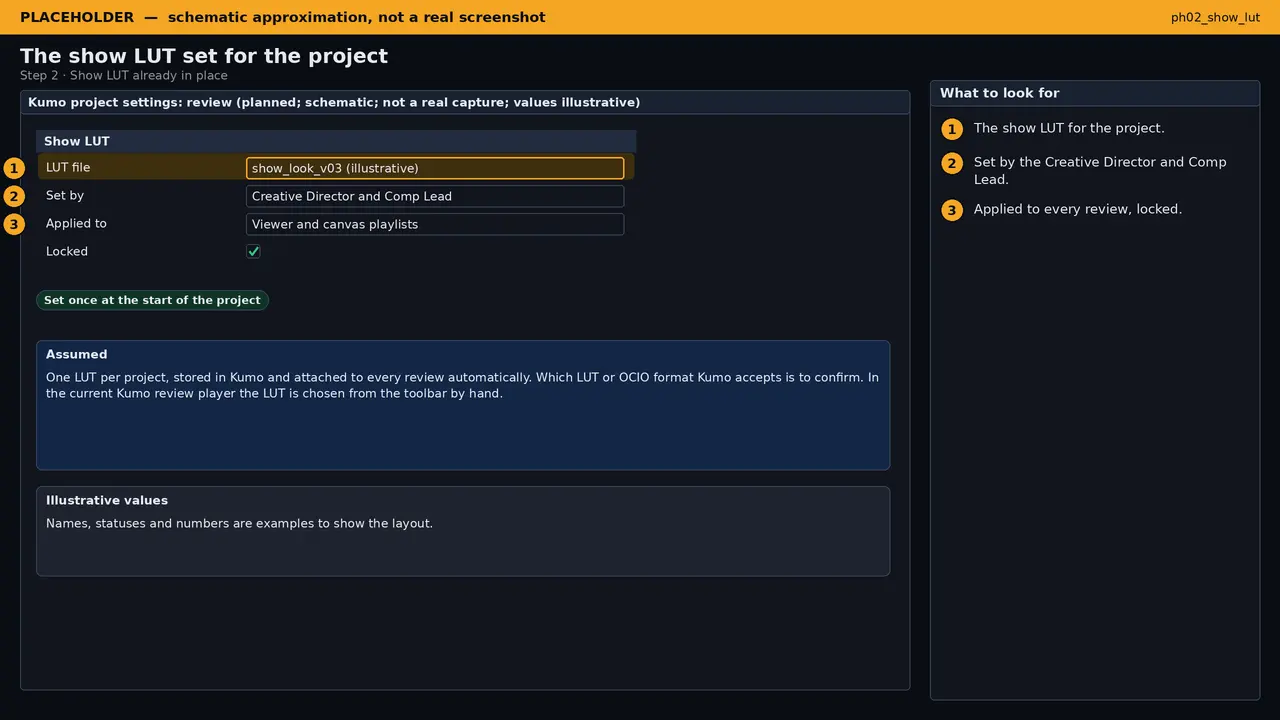 PLACEHOLDER — schematic approximation, not a real screenshot
ph02_show_lut
The show LUT set for the project
Step 2 · Show LUT already in place
Kumo project settings: review (planned; schematic; not a real capture; values illustrative)
Show LUT
1 LUT file show_look_v03 (illustrative)
2 Set by Creative Director and Comp Lead
3 Applied to Viewer and canvas playlists
Locked
Set once at the start of the project
Assumed
One LUT per project, stored in Kumo and attached to every review automatically. Which LUT or OCIO format Kumo accepts is to confirm. In
the current Kumo review player the LUT is chosen from the toolbar by hand.
Illustrative values
Names, statuses and numbers are examples to show the layout.
What to look for
1 The show LUT for the project.
2 Set by the Creative Director and Comp
Lead.
3 Applied to every review, locked.